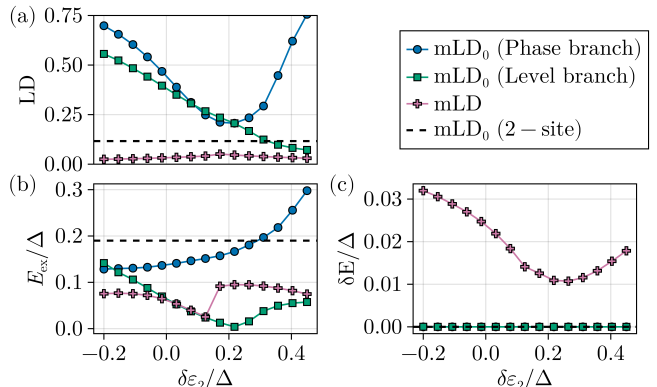 (a)
0.75
0.50
0.25
0.00
LD
mLD₀ (Phase branch)
mLD₀ (Level branch)
mLD
mLD₀ (2 − site)
(b)
0.3
0.2
0.1
0.0
E_ex/Δ
−0.2 0.0 0.2 0.4
δε₂/Δ
(c)
0.03
0.02
0.01
0.00
δE/Δ
−0.2 0.0 0.2 0.4
δε₂/Δ